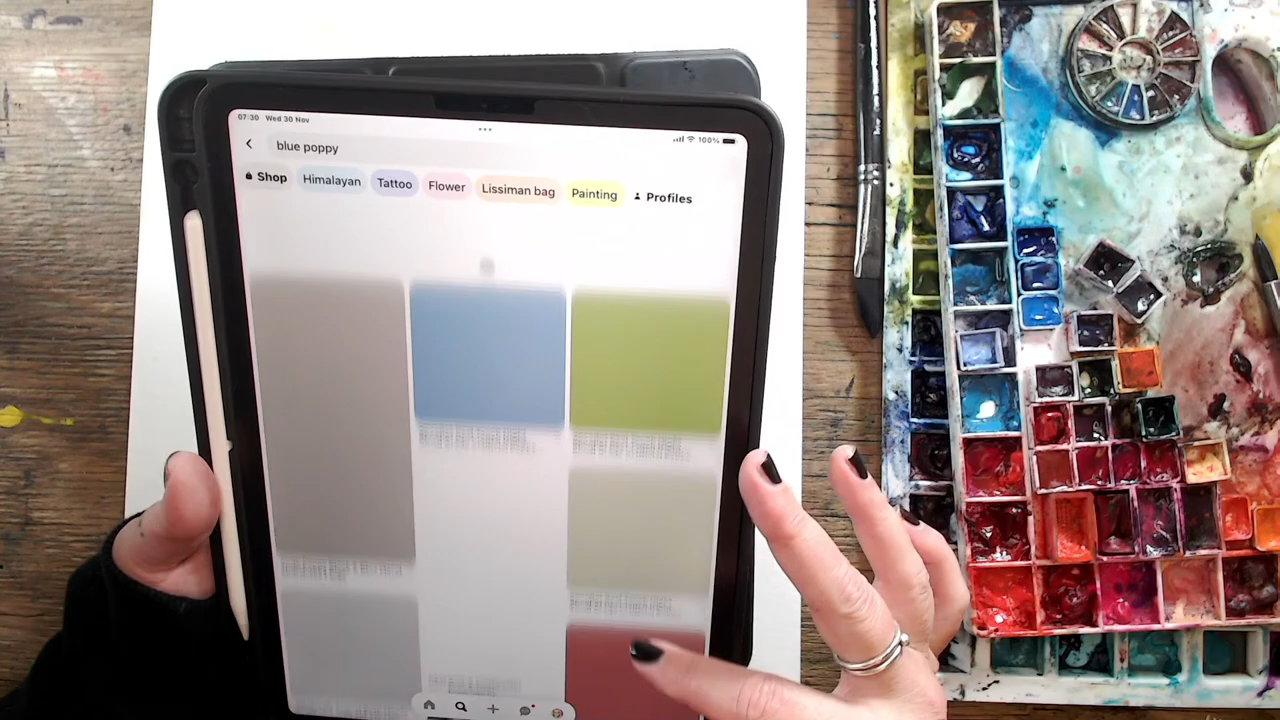 07:30 Wed 30 Nov
100%
blue poppy
Shop Himalayan Tattoo Flower Lissiman bag Painting Profiles